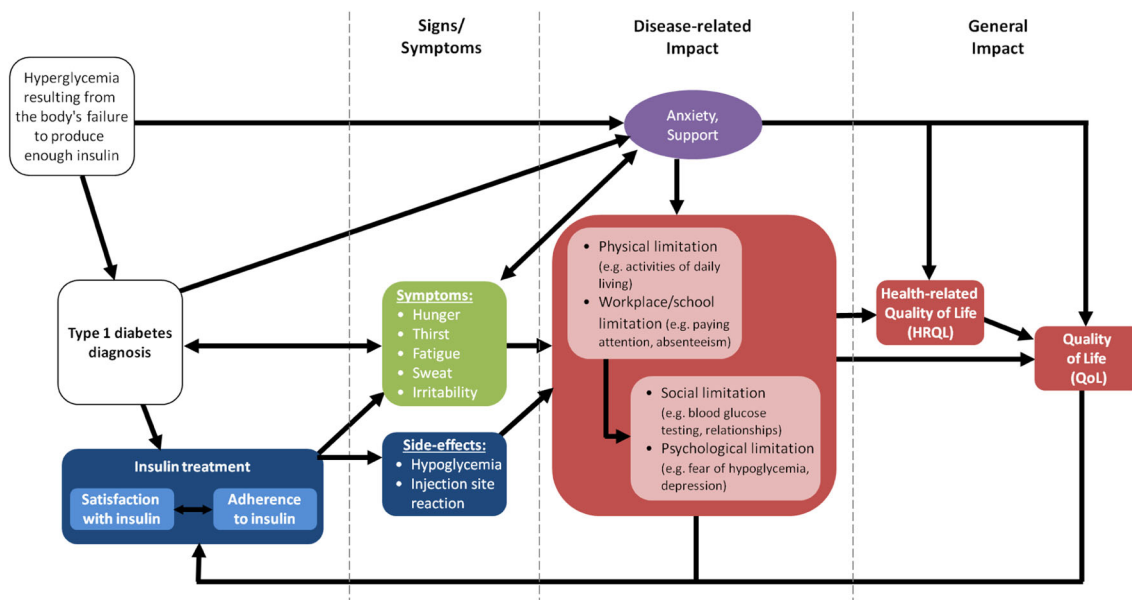 Signs/
Symptoms
Disease-related
Impact
General
Impact
Hyperglycemia
resulting from
the body's failure
to produce
enough insulin
Anxiety,
Support
Type 1 diabetes
diagnosis
Symptoms:
• Hunger
• Thirst
• Fatigue
• Sweat
• Irritability
• Physical limitation
(e.g. activities of daily
living)
• Workplace/school
limitation (e.g. paying
attention, absenteeism)
Health-related
Quality of Life
(HRQL)
Quality
of Life
(QoL)
• Social limitation
(e.g. blood glucose
testing, relationships)
• Psychological limitation
(e.g. fear of hypoglycemia,
depression)
Side-effects:
• Hypoglycemia
• Injection site
reaction
Insulin treatment
Satisfaction
with insulin
Adherence
to insulin